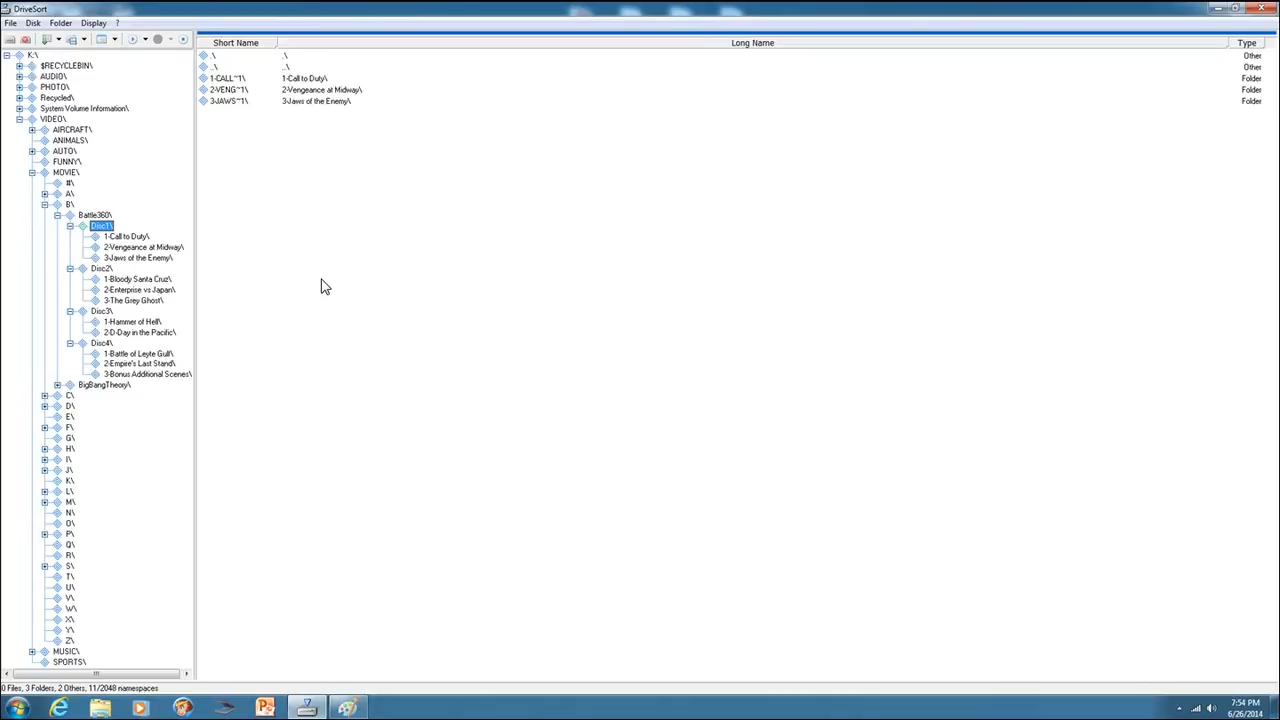 DriveSort
File Disk Folder Display ?
K:\
$RECYCLEBIN\
AUDIO\
PHOTO\
Recycled\
System Volume Information\
VIDEO\
AIRCRAFT\
ANIMALS\
AUTO\
FUNNY\
MOVIE\
#\
A\
B\
Battle360\
Disc1\
1-Call to Duty\
2-Vengeance at Midway\
3-Jaws of the Enemy\
Disc2\
1-Bloody Santa Cruz\
2-Enterprise vs Japan\
3-The Grey Ghost\
Disc3\
1-Hammer of Hell\
2-D-Day in the Pacific\
Disc4\
1-Battle of Leyte Gulf\
2-Empire's Last Stand\
3-Bonus Additional Scenes\
BigBangTheory\
C\
D\
E\
F\
G\
H\
I\
J\
K\
L\
M\
N\
O\
P\
Q\
R\
S\
T\
U\
V\
W\
X\
Y\
Z\
MUSIC\
SPORTS\
Short Name Long Name Type
.\ .\ Other
..\ ..\ Other
1-CALL~1\ 1-Call to Duty\ Folder
2-VENG~1\ 2-Vengeance at Midway\ Folder
3-JAWS~1\ 3-Jaws of the Enemy\ Folder
0 Files, 3 Folders, 2 Others, 11/2048 namespaces
7:54 PM
6/26/2014